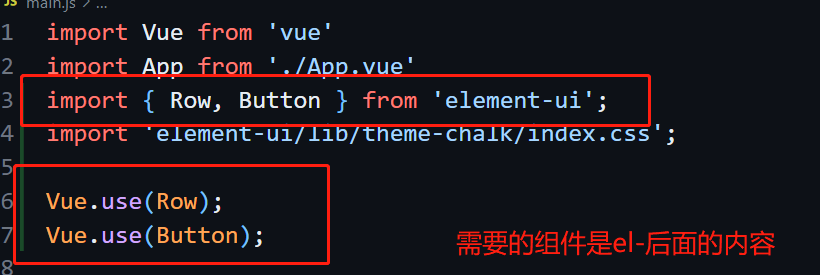 JS main.js > ...
1 import Vue from 'vue'
2 import App from './App.vue'
3 import { Row, Button } from 'element-ui';
4 import 'element-ui/lib/theme-chalk/index.css';
5
6 Vue.use(Row);
7 Vue.use(Button);
需要的组件是el-后面的内容
8